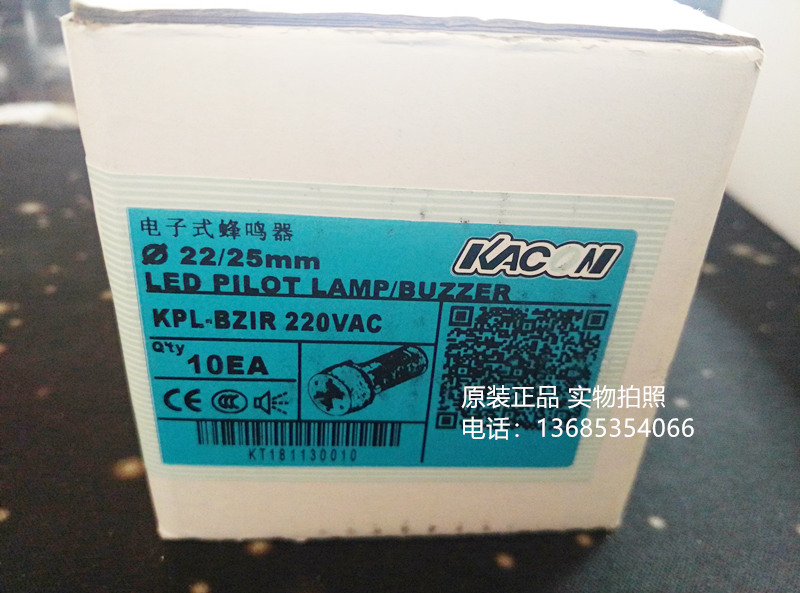 电子式蜂鸣器
Ø 22/25mm
KACON
LED PILOT LAMP/BUZZER
KPL-BZIR 220VAC
Q'ty
10EA
CE CCC
KT181130010
原装正品 实物拍照
电话：13685354066